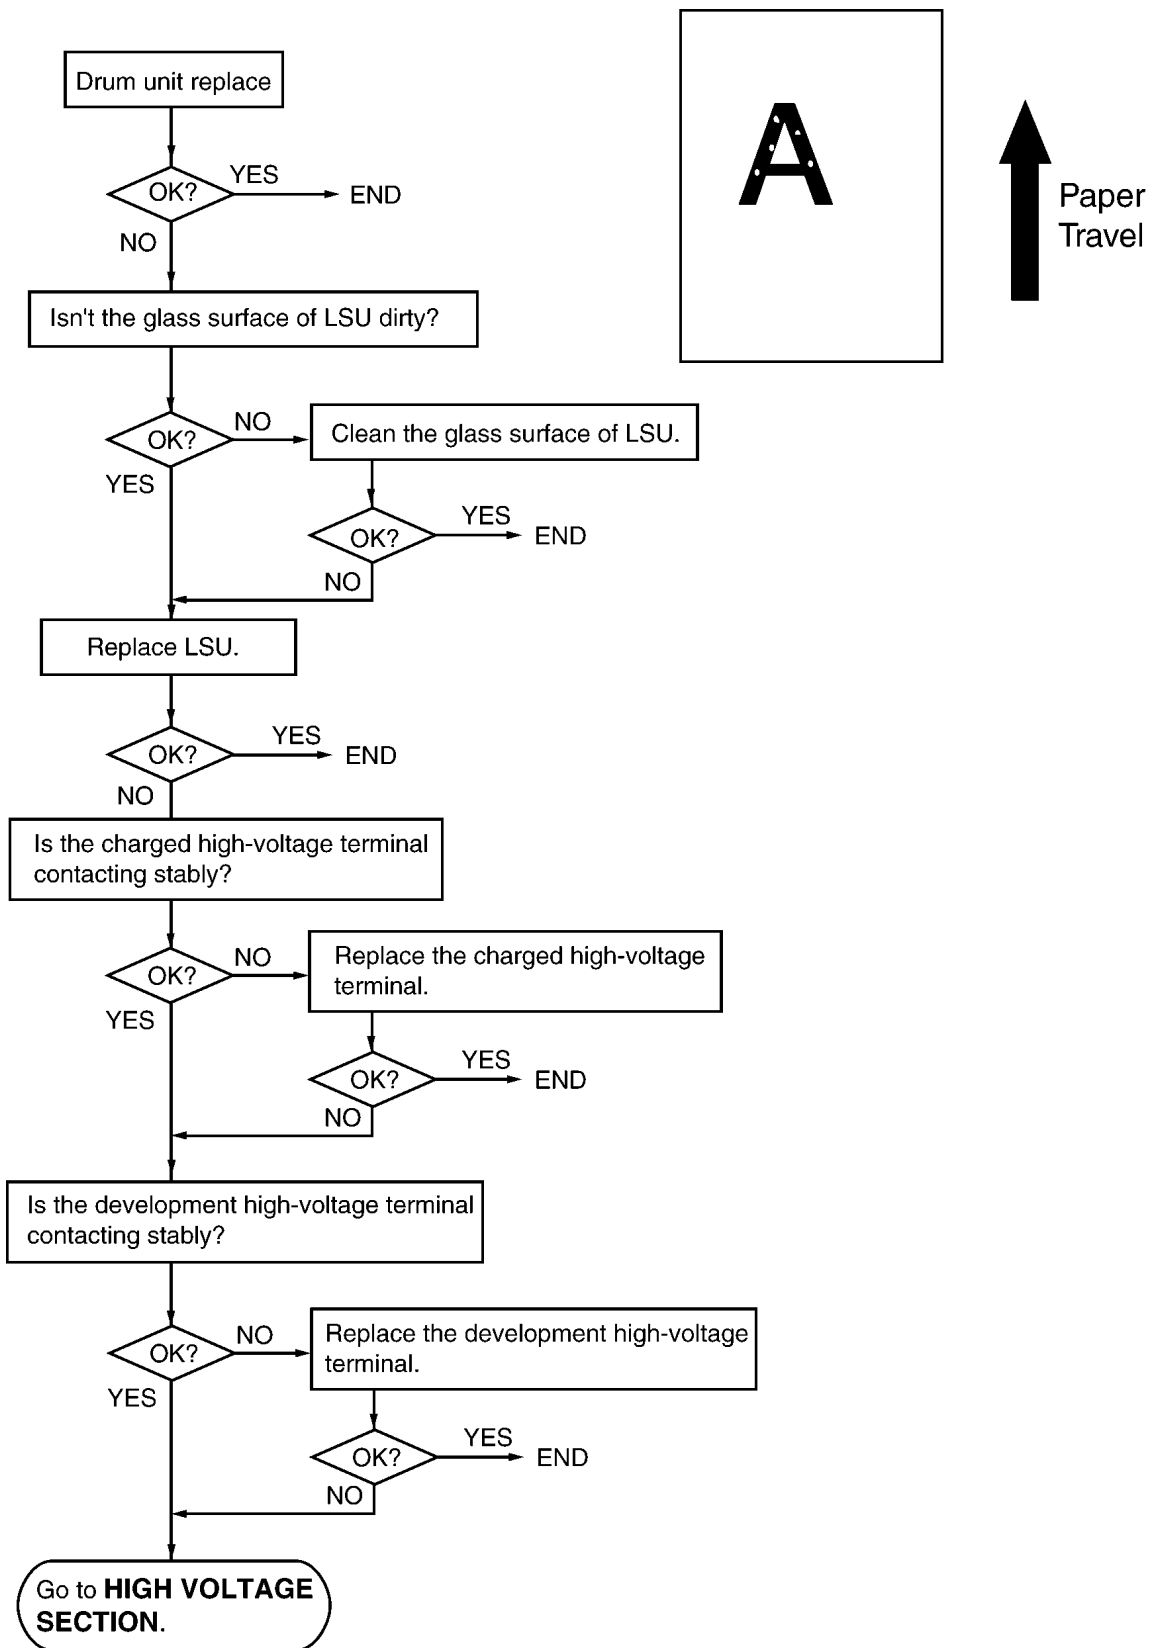 Drum unit replace
OK?
YES
END
NO
Isn't the glass surface of LSU dirty?
OK?
NO
Clean the glass surface of LSU.
YES
OK?
YES
END
NO
Replace LSU.
OK?
YES
END
NO
Is the charged high-voltage terminal
contacting stably?
OK?
NO
Replace the charged high-voltage
terminal.
YES
OK?
YES
END
NO
Is the development high-voltage terminal
contacting stably?
OK?
NO
Replace the development high-voltage
terminal.
YES
OK?
YES
END
NO
Go to HIGH VOLTAGE
SECTION.
A
Paper
Travel